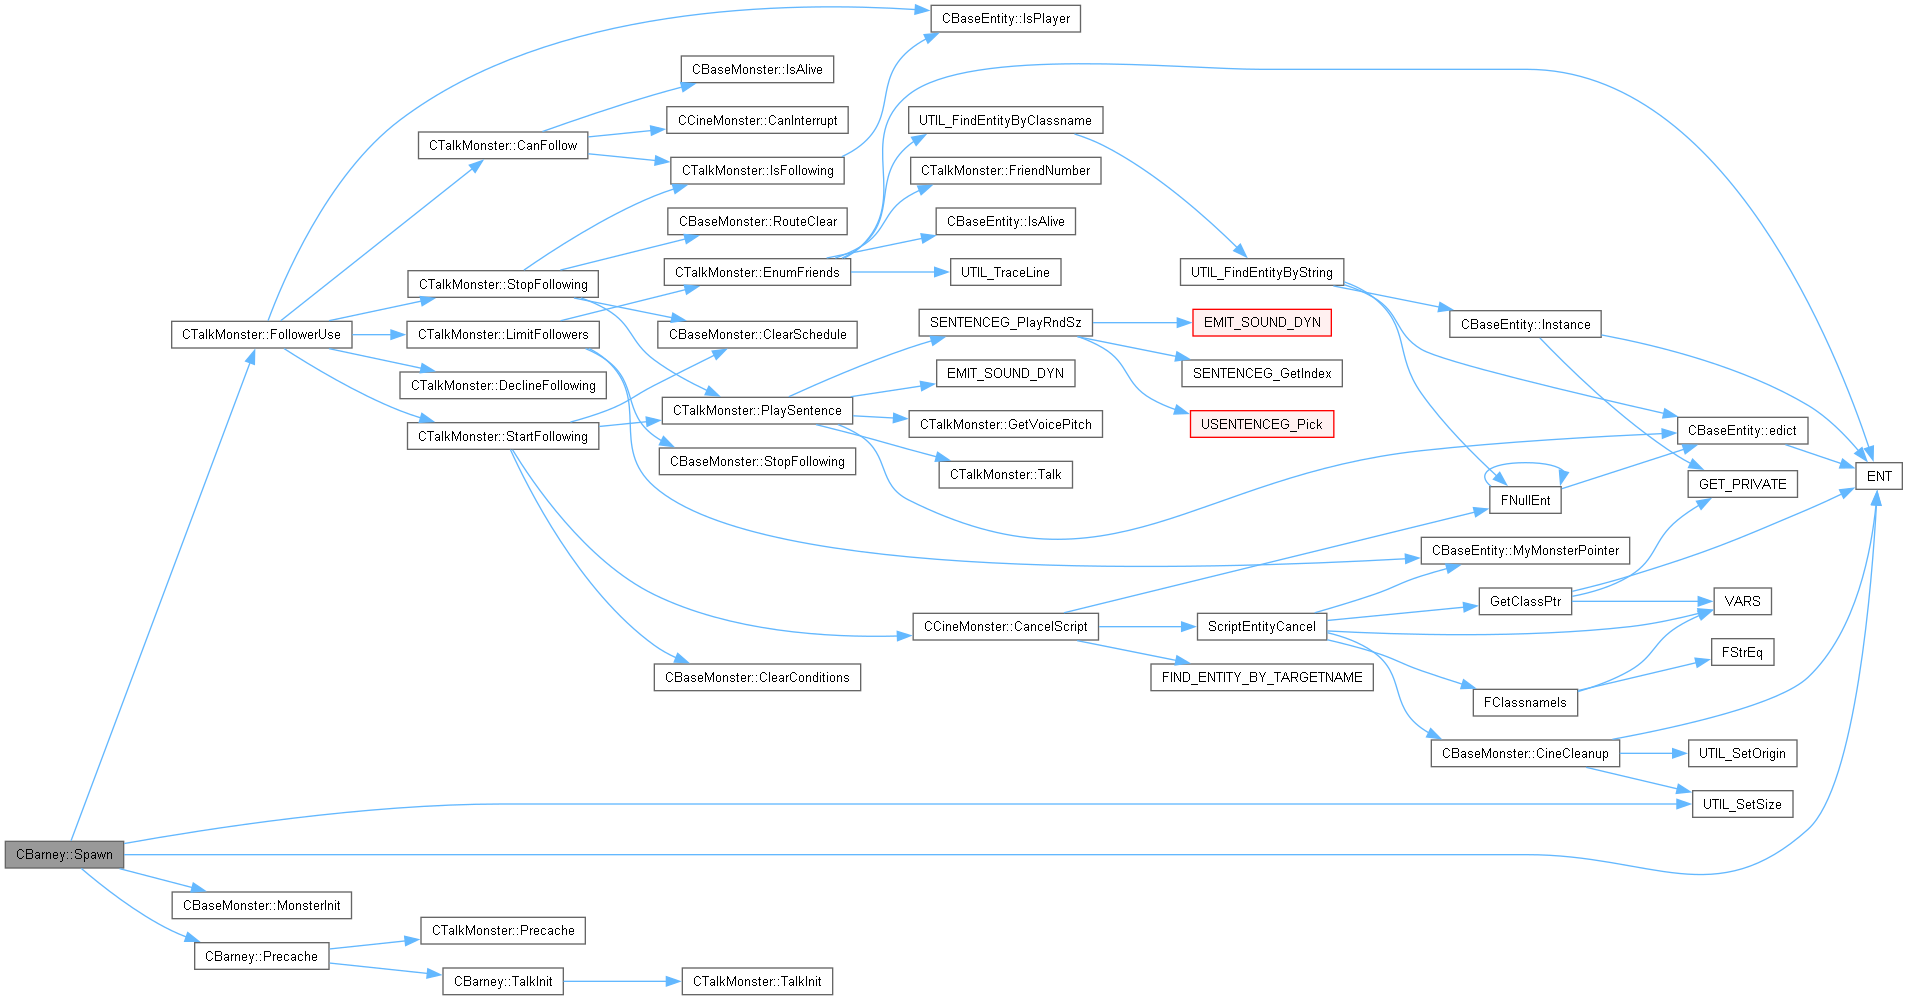 CBaseEntity::IsPlayer
CBaseMonster::IsAlive
CCineMonster::CanInterrupt
UTIL_FindEntityByClassname
CTalkMonster::CanFollow
CTalkMonster::IsFollowing
CTalkMonster::FriendNumber
CBaseMonster::RouteClear
CBaseEntity::IsAlive
CTalkMonster::EnumFriends
UTIL_TraceLine
UTIL_FindEntityByString
CTalkMonster::StopFollowing
CTalkMonster::FollowerUse
CTalkMonster::LimitFollowers
CBaseMonster::ClearSchedule
SENTENCEG_PlayRndSz
EMIT_SOUND_DYN
CBaseEntity::Instance
CTalkMonster::DeclineFollowing
EMIT_SOUND_DYN
SENTENCEG_GetIndex
CTalkMonster::PlaySentence
CTalkMonster::GetVoicePitch
USENTENCEG_Pick
CTalkMonster::StartFollowing
CBaseEntity::edict
CBaseMonster::StopFollowing
CTalkMonster::Talk
ENT
GET_PRIVATE
FNullEnt
CBaseEntity::MyMonsterPointer
GetClassPtr
VARS
CCineMonster::CancelScript
ScriptEntityCancel
FStrEq
CBaseMonster::ClearConditions
FIND_ENTITY_BY_TARGETNAME
FClassnameIs
CBaseMonster::CineCleanup
UTIL_SetOrigin
UTIL_SetSize
CBarney::Spawn
CBaseMonster::MonsterInit
CTalkMonster::Precache
CBarney::Precache
CBarney::TalkInit
CTalkMonster::TalkInit